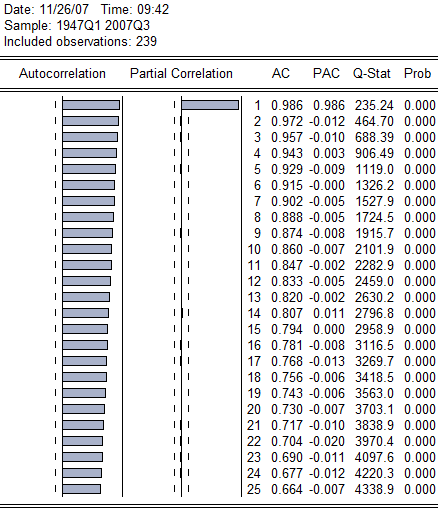 Date: 11/26/07 Time: 09:42
Sample: 1947Q1 2007Q3
Included observations: 239
Autocorrelation Partial Correlation AC PAC Q-Stat Prob
1 0.986 0.986 235.24 0.000
2 0.972 -0.012 464.70 0.000
3 0.957 -0.010 688.39 0.000
4 0.943 0.003 906.49 0.000
5 0.929 -0.009 1119.0 0.000
6 0.915 -0.000 1326.2 0.000
7 0.902 -0.005 1527.9 0.000
8 0.888 -0.005 1724.5 0.000
9 0.874 -0.008 1915.7 0.000
10 0.860 -0.007 2101.9 0.000
11 0.847 -0.002 2282.9 0.000
12 0.833 -0.005 2459.0 0.000
13 0.820 -0.002 2630.2 0.000
14 0.807 0.011 2796.8 0.000
15 0.794 0.000 2958.9 0.000
16 0.781 -0.008 3116.5 0.000
17 0.768 -0.013 3269.7 0.000
18 0.756 -0.006 3418.5 0.000
19 0.743 -0.006 3563.0 0.000
20 0.730 -0.007 3703.1 0.000
21 0.717 -0.010 3838.9 0.000
22 0.704 -0.020 3970.4 0.000
23 0.690 -0.011 4097.6 0.000
24 0.677 -0.012 4220.3 0.000
25 0.664 -0.007 4338.9 0.000